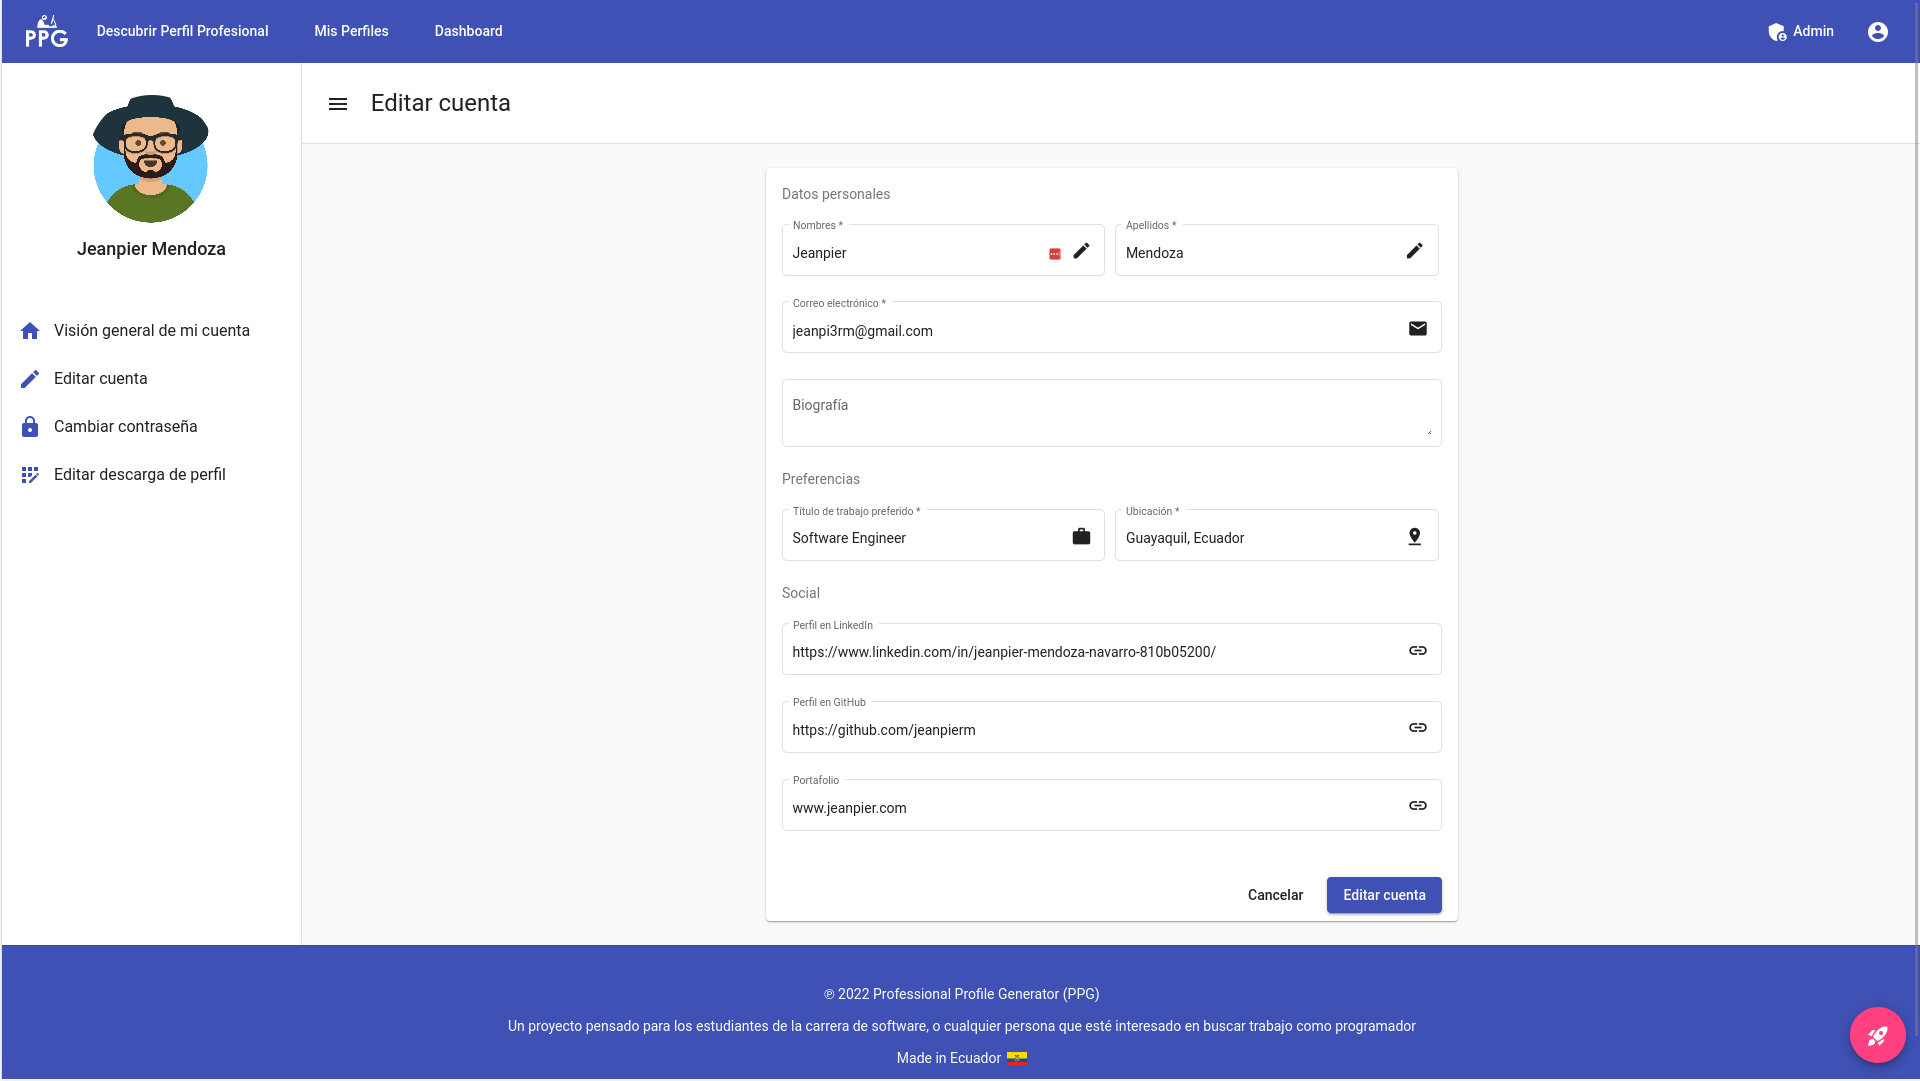 PPG
Descubrir Perfil Profesional
Mis Perfiles
Dashboard
Admin
Jeanpier Mendoza
Visión general de mi cuenta
Editar cuenta
Cambiar contraseña
Editar descarga de perfil
Editar cuenta
Datos personales
Nombres *
Jeanpier
Apellidos *
Mendoza
Correo electrónico *
jeanpi3rm@gmail.com
Biografía
Preferencias
Título de trabajo preferido *
Software Engineer
Ubicación *
Guayaquil, Ecuador
Social
Perfil en LinkedIn
https://www.linkedin.com/in/jeanpier-mendoza-navarro-810b05200/
Perfil en GitHub
https://github.com/jeanpierm
Portafolio
www.jeanpier.com
Cancelar
Editar cuenta
℗ 2022 Professional Profile Generator (PPG)
Un proyecto pensado para los estudiantes de la carrera de software, o cualquier persona que esté interesado en buscar trabajo como programador
Made in Ecuador